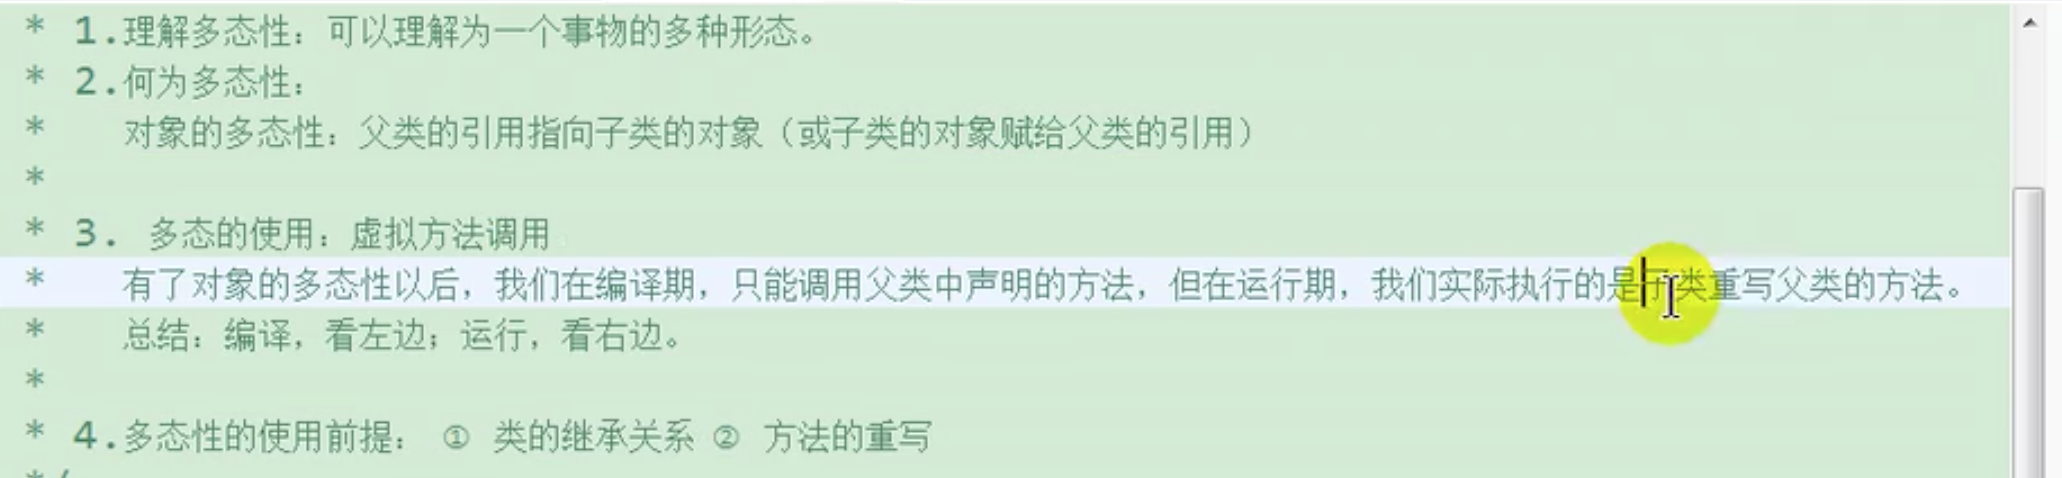 * 1.理解多态性：可以理解为一个事物的多种形态。
* 2.何为多态性：
* 对象的多态性：父类的引用指向子类的对象（或子类的对象赋给父类的引用）
*
* 3. 多态的使用：虚拟方法调用
* 有了对象的多态性以后，我们在编译期，只能调用父类中声明的方法，但在运行期，我们实际执行的是子类重写父类的方法。
* 总结：编译，看左边；运行，看右边。
*
* 4.多态性的使用前提： ① 类的继承关系 ② 方法的重写
*/